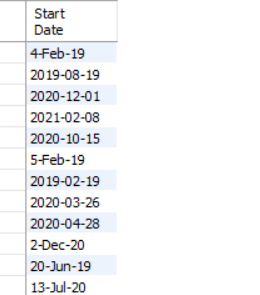 Start
Date
4-Feb-19
2019-08-19
2020-12-01
2021-02-08
2020-10-15
5-Feb-19
2019-02-19
2020-03-26
2020-04-28
2-Dec-20
20-Jun-19
13-Jul-20